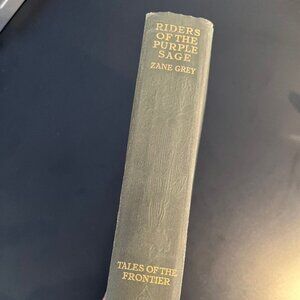 RIDERS
OF THE
PURPLE
SAGE
ZANE GREY
TALES OF THE
FRONTIER